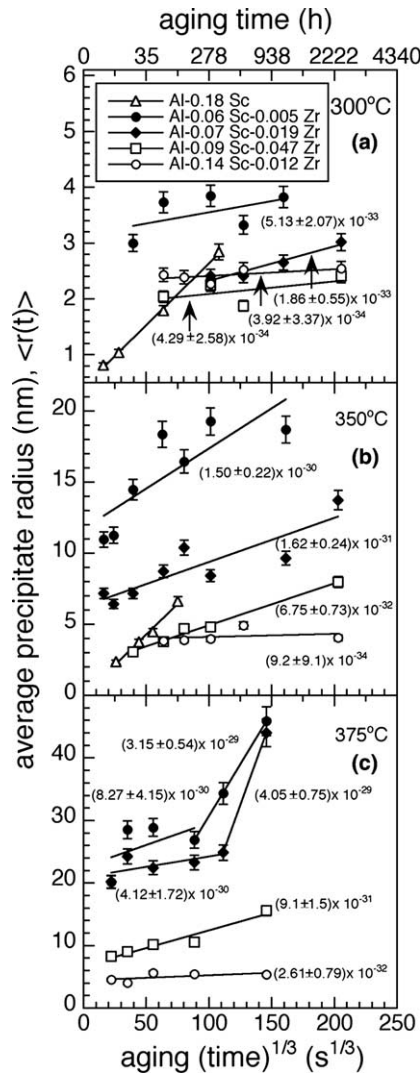 aging time (h)
0 35 278 938 2222 4340
6
5
4
3
2
1
Al-0.18 Sc
Al-0.06 Sc-0.005 Zr
Al-0.07 Sc-0.019 Zr
Al-0.09 Sc-0.047 Zr
Al-0.14 Sc-0.012 Zr
300ºC
(a)
(5.13±2.07)x 10⁻³³
(1.86±0.55)x 10⁻³³
(3.92±3.37)x 10⁻³⁴
(4.29±2.58)x 10⁻³⁴
average precipitate radius (nm), <r(t)>
20
15
10
5
0
350ºC
(b)
(1.50±0.22)x 10⁻³⁰
(1.62±0.24)x 10⁻³¹
(6.75±0.73)x 10⁻³²
(9.2±9.1)x 10⁻³⁴
40
30
20
10
0
375ºC
(c)
(3.15±0.54)x 10⁻²⁹
(8.27±4.15)x 10⁻³⁰
(4.05±0.75)x 10⁻²⁹
(4.12±1.72)x 10⁻³⁰
(9.1±1.5)x 10⁻³¹
(2.61±0.79)x 10⁻³²
0 50 100 150 200 250
aging (time)¹ᐟ³ (s¹ᐟ³)